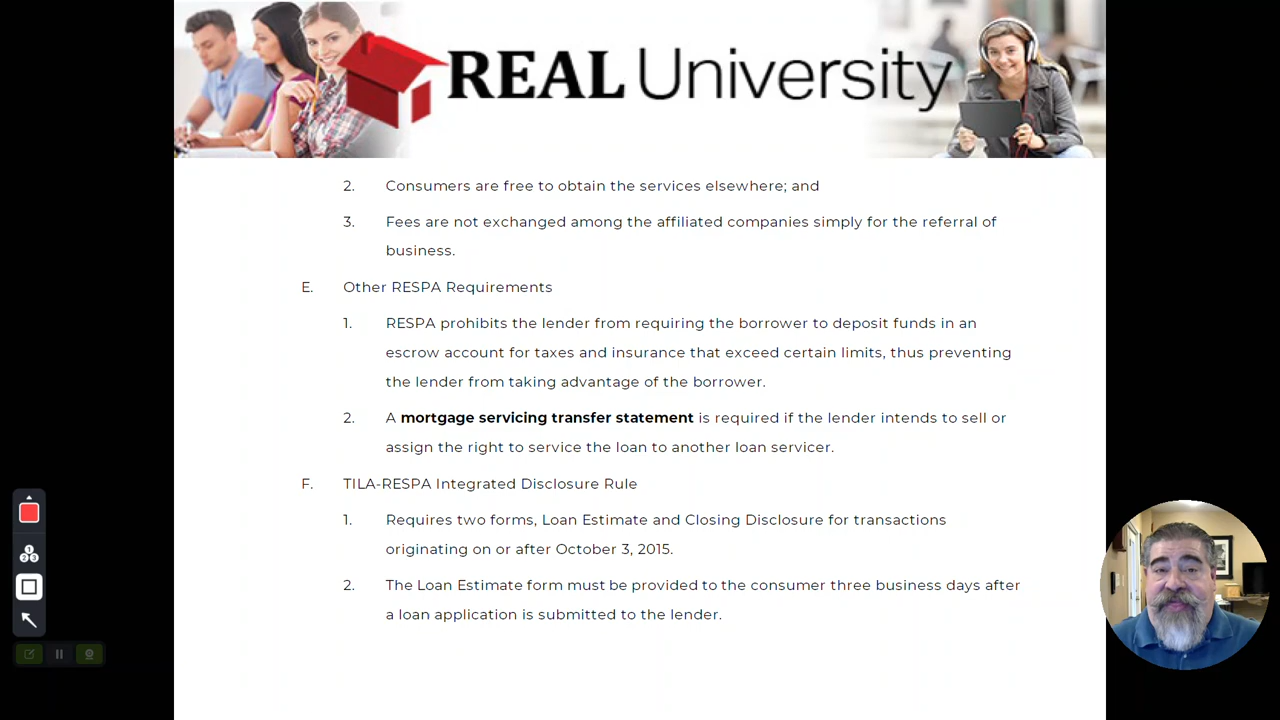 REAL University
2. Consumers are free to obtain the services elsewhere; and
3. Fees are not exchanged among the affiliated companies simply for the referral of
business.
E. Other RESPA Requirements
1. RESPA prohibits the lender from requiring the borrower to deposit funds in an
escrow account for taxes and insurance that exceed certain limits, thus preventing
the lender from taking advantage of the borrower.
2. A mortgage servicing transfer statement is required if the lender intends to sell or
assign the right to service the loan to another loan servicer.
F. TILA-RESPA Integrated Disclosure Rule
1. Requires two forms, Loan Estimate and Closing Disclosure for transactions
originating on or after October 3, 2015.
2. The Loan Estimate form must be provided to the consumer three business days after
a loan application is submitted to the lender.